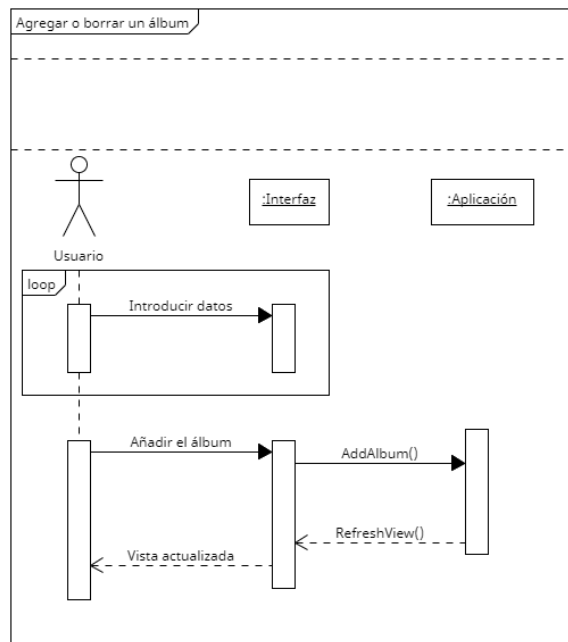 Agregar o borrar un álbum
:Interfaz
:Aplicación
Usuario
loop
Introducir datos
Añadir el álbum
AddAlbum()
RefreshView()
Vista actualizada